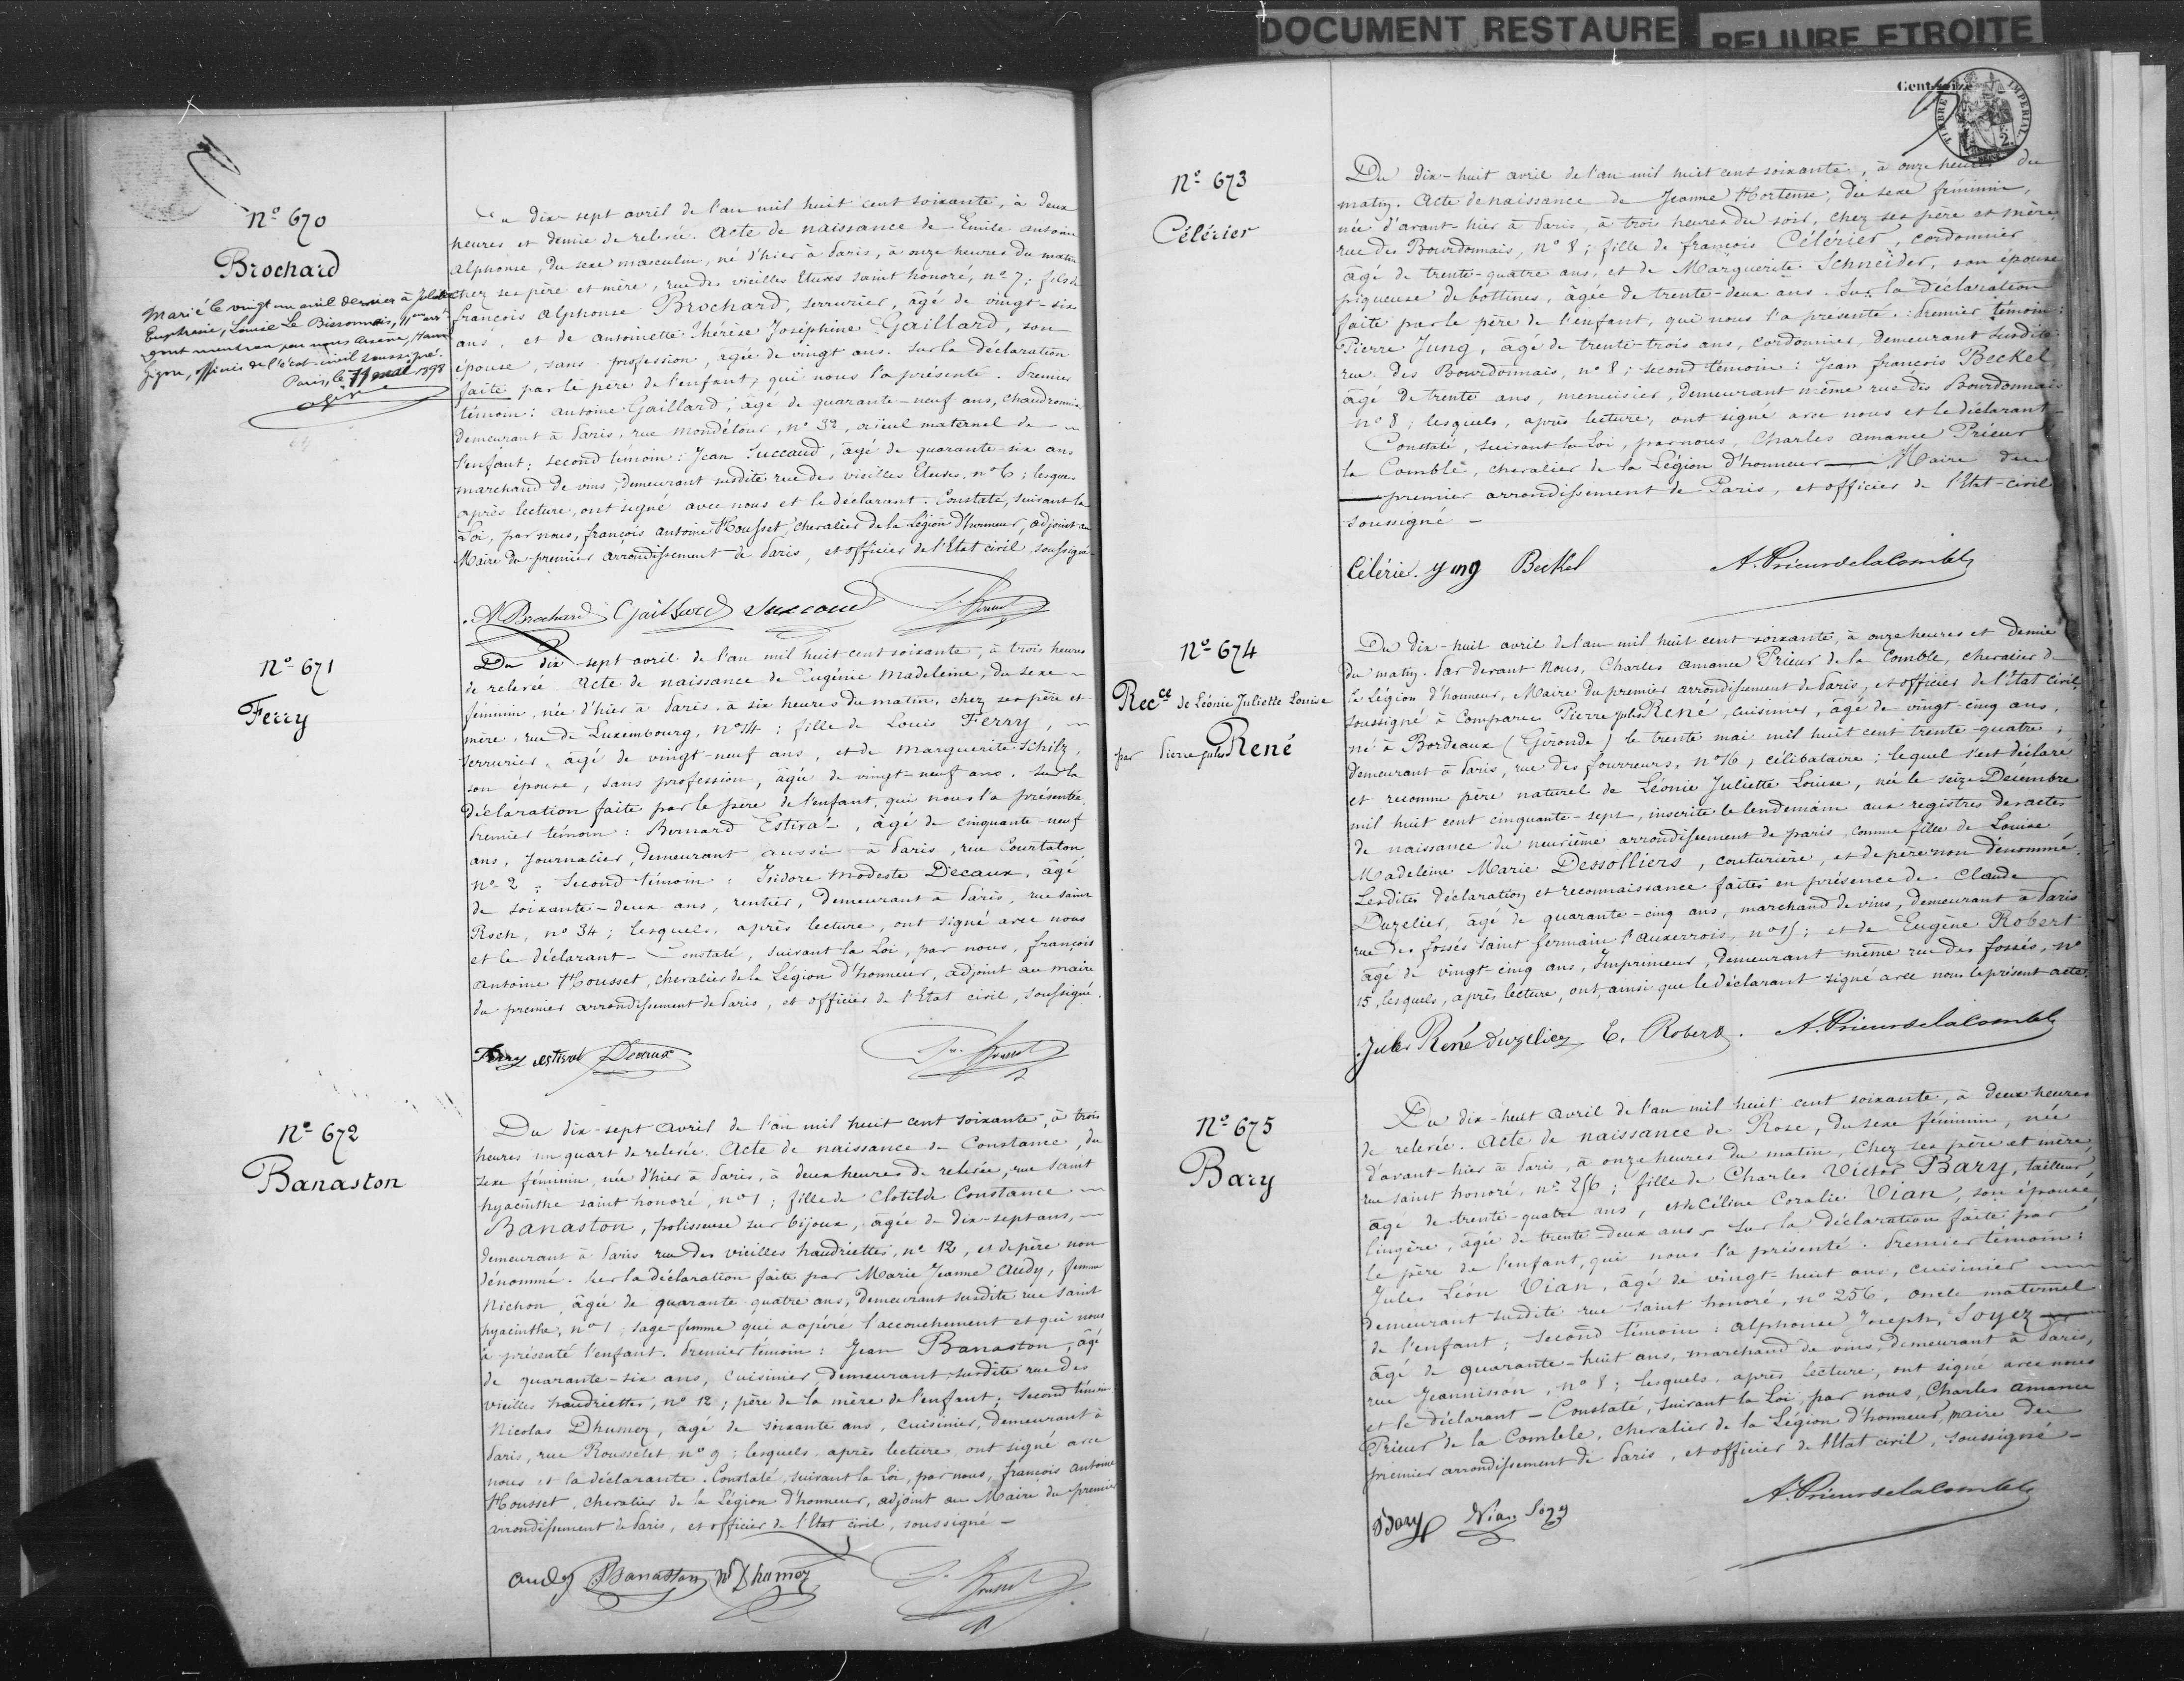 DOCUMENT RESTAURE
RELIURE ETROITE
N° 670
Brochard
Marié le vingt un avril dernier à
Euphrasie, Louise Le Bissonnais, 11ème arrt
officier de l'état-civil soussigné.
Paris, le 11 mai 1898
Du dix-sept avril de l'an mil huit cent soixante, à deux
heures et demie de relevée. Acte de naissance de Emile antoine
alphonse, du sexe masculin, né d'hier à Paris, à onze heures du matin
chez ses père et mère, rue des vieilles Etuves saint honoré, n° 7; fils de
françois alphonse Brochard, serrurier, âgé de vingt-six
ans, et de antoinette Thérèse Joséphine Gaillard, son
épouse, sans profession, âgée de vingt ans. Sur la déclaration
faite par le père de l'enfant, qui nous l'a présenté. Premier
témoin: antoine Gaillard, âgé de quarante-neuf ans, chaudronnier
demeurant à Paris, rue Mondétour, n° 32, aïeul maternel de
l'enfant; second témoin: Jean Succaud, âgé de quarante-six ans
marchand de vins, demeurant susdite rue des vieilles Etuves, n° 6; lesquels
après lecture, ont signé avec nous et le déclarant. Constaté, suivant la
Loi, par nous, françois antoine Housset, chevalier de la Légion d'honneur, adjoint au
Maire du premier arrondissement de Paris, et officier de l'Etat civil, soussigné
A Brochard Gaillard Succaud
N° 671
Ferry
Du dix-sept avril de l'an mil huit cent soixante, à trois heures
de relevée. Acte de naissance de Eugénie Madeleine, du sexe
féminin, née d'hier à Paris, à six heures du matin, chez ses père et
mère, rue de Luxembourg, n° 14; fille de Louis Ferry,
serrurier, âgé de vingt-neuf ans, et de Marguerite Schilz,
son épouse, sans profession, âgée de vingt-neuf ans. Sur la
déclaration faite par le père de l'enfant, qui nous l'a présentée.
Premier témoin: Bernard Estival, âgé de cinquante-neuf
ans, Journalier, demeurant aussi à Paris, rue Courtalon
n° 2; Second témoin: Isidore Modeste Decaux, âgé
de soixante-deux ans, rentier, demeurant à Paris, rue saint
Roch, n° 34; lesquels, après lecture, ont signé avec nous
et le déclarant - Constaté, suivant la Loi, par nous, françois
antoine Housset, chevalier de la Légion d'honneur, adjoint au maire
du premier arrondissement de Paris, et officier de l'Etat civil, soussigné.
Ferry estival Decaux
N° 672
Banaston
Du dix-sept avril de l'an mil huit cent soixante, à trois
heures un quart de relevée. Acte de naissance de Constance, du
sexe féminin, née d'hier à Paris, à deux heures de relevée, rue saint
hyacinthe saint honoré, n° 1; fille de Clotilde Constance
Banaston, polisseuse sur bijoux, âgée de dix-sept ans,
demeurant à Paris rue des vieilles haudriettes, n° 12, et de père non
dénommé. Sur la déclaration faite par Marie Jeanne Audy, femme
Nichon, âgée de quarante quatre ans, demeurant susdite rue saint
hyacinthe, n° 1, sage-femme qui a opéré l'accouchement et qui nous
a présenté l'enfant. Premier témoin: Jean Banaston, âgé
de quarante-six ans, cuisinier demeurant susdite rue des
vieilles haudriettes, n° 12, père de la mère de l'enfant; second témoin
Nicolas Dhumez, âgé de soixante ans, cuisinier, demeurant à
Paris, rue Rousselet n° 9; lesquels après lecture, ont signé avec
nous et la déclarante. Constaté, suivant la Loi, par nous, françois antoine
Housset, chevalier de la Légion d'honneur, adjoint au Maire du premier
arrondissement de Paris, et officier de l'Etat civil, soussigné -
audy Banaston N Dhumez
Cent seize
TIMBRE IMPERIAL
2.
N° 673
Célérier
Du dix-huit avril de l'an mil huit cent soixante, à onze heures du
matin. Acte de naissance de Jeanne Hortense, du sexe féminin,
née d'avant-hier à Paris, à trois heures du soir, chez ses père et mère
rue des Bourdonnais, n° 8; fille de françois Célérier, cordonnier
âgé de trente-quatre ans, et de Marguerite Schneider, son épouse
piqueuse de bottines, âgée de trente-deux ans. Sur la déclaration
faite par le père de l'enfant, qui nous l'a présenté. Premier témoin:
Pierre Jung, âgé de trente-trois ans, cordonnier, demeurant susdite
rue des Bourdonnais, n° 8; second témoin: Jean françois Beckel
âgé de trente ans, menuisier, demeurant même rue des Bourdonnais
n° 8; lesquels, après lecture, ont signé avec nous et le déclarant -
Constaté, suivant la Loi, par nous, Charles amance Prieur
la Comble, chevalier de la Légion d'honneur — Maire du
— premier arrondissement de Paris, et officier de l'Etat-civil
soussigné -
Célérier. Yung Beckel A. Prieur de la Comble
N° 674
Recce de Léonie Juliette Louise
par Pierre jules René
Du dix-huit avril de l'an mil huit cent soixante, à onze heures et demie
du matin. Par devant Nous, Charles amance Prieur de la Comble, chevalier de
la Légion d'honneur, Maire du premier arrondissement de Paris, et officier de l'Etat civil,
soussigné à Comparu Pierre jules René, cuisinier, âgé de vingt-cinq ans,
né à Bordeaux (Gironde) le trente mai mil huit cent trente-quatre;
demeurant à Paris, rue des fourreurs, n° 16, célibataire; lequel s'est déclaré
et reconnu père naturel de Léonie Juliette Louise, née le seize Décembre
mil huit cent cinquante-sept, inscrite le lendemain aux registres des actes
de naissance du neuvième arrondissement de paris, comme fille de Louise
Madeleine Marie Dessolliers, couturière, et de père non dénommé.
Lesdites déclaration et reconnaissance faites en présence de Claude
Duzelier, âgé de quarante-cinq ans, marchand de vins, demeurant à Paris
rue des fossés saint Germain l'auxerrois, n° 15; et de Eugène Robert
âgé de vingt-cinq ans, Imprimeur, demeurant même rue des fossés, n°
15, lesquels, après lecture, ont, ainsi que le déclarant signé avec nous le présent acte.
Jules René Duzelier E. Robert. A. Prieur de la Comble
N° 675
Bary
Du dix-huit avril de l'an mil huit cent soixante, à deux heures
de relevée. Acte de naissance de Rose, du sexe féminin, née
d'avant-hier à Paris, à onze heures du matin, chez ses père et mère
rue saint honoré, n° 256; fille de Charles Victor Bary, tailleur,
âgé de trente-quatre ans, et de Céline Coralie Vian, son épouse,
lingère, âgée de trente-deux ans - Sur la déclaration faite par
le père de l'enfant, qui nous l'a présenté. Premier témoin:
Jules Léon Vian, âgé de vingt-huit ans, cuisinier
demeurant susdite rue saint honoré, n° 256, oncle maternel
de l'enfant; second témoin: alphonse Joseph, Soyez —
âgé de quarante-huit ans, marchand de vins, demeurant à Paris,
rue Jeannisson, n° 8; lesquels, après lecture, ont signé avec nous
et le déclarant - Constaté, suivant la Loi, par nous, Charles amance
Prieur de la Comble, chevalier de la Légion d'honneur, maire du
premier arrondissement de Paris, et officier de l'Etat civil, soussigné -
Bary Vian Soyez A. Prieur de la Comble